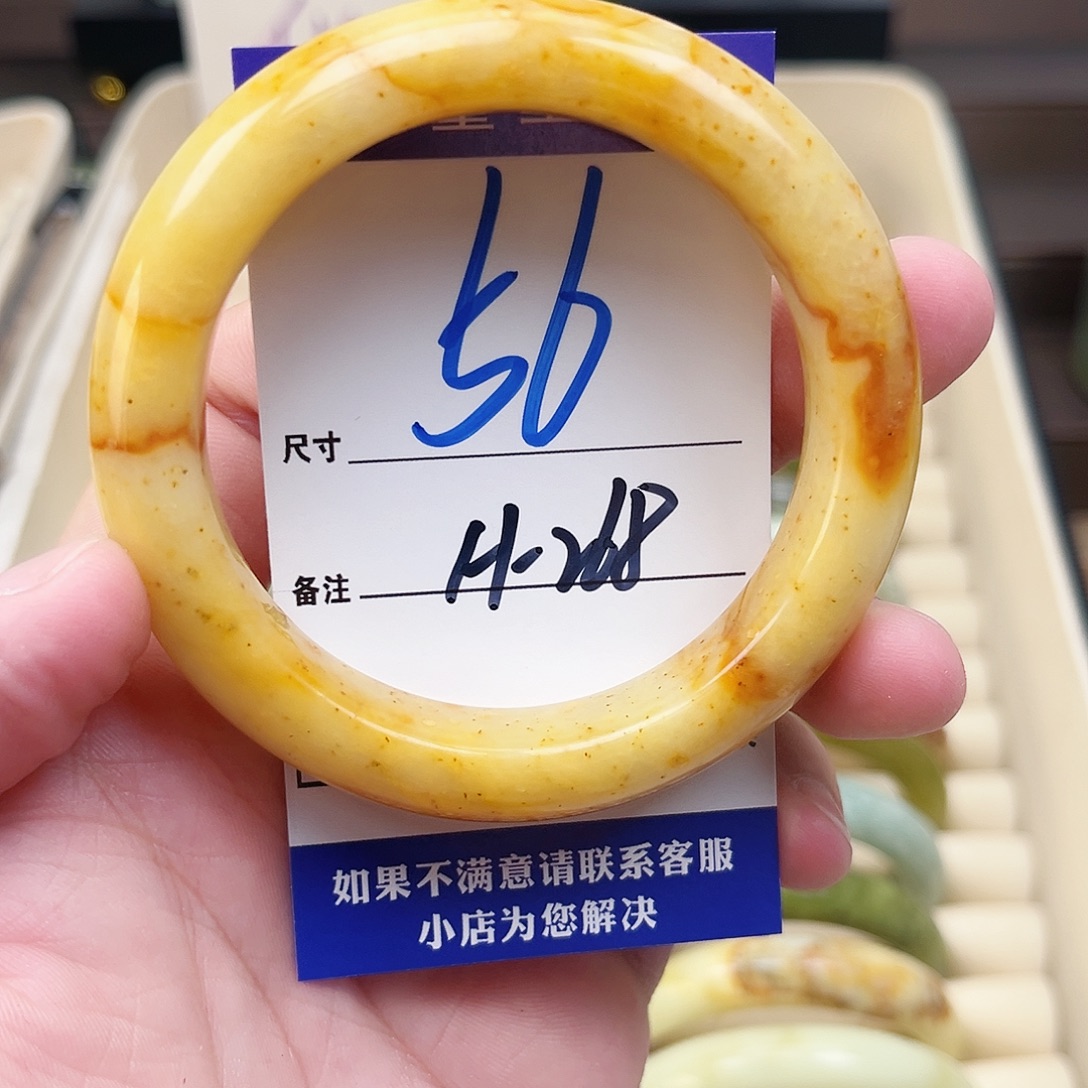 56
尺寸
H-268
备注
如果不满意请联系客服
小店为您解决